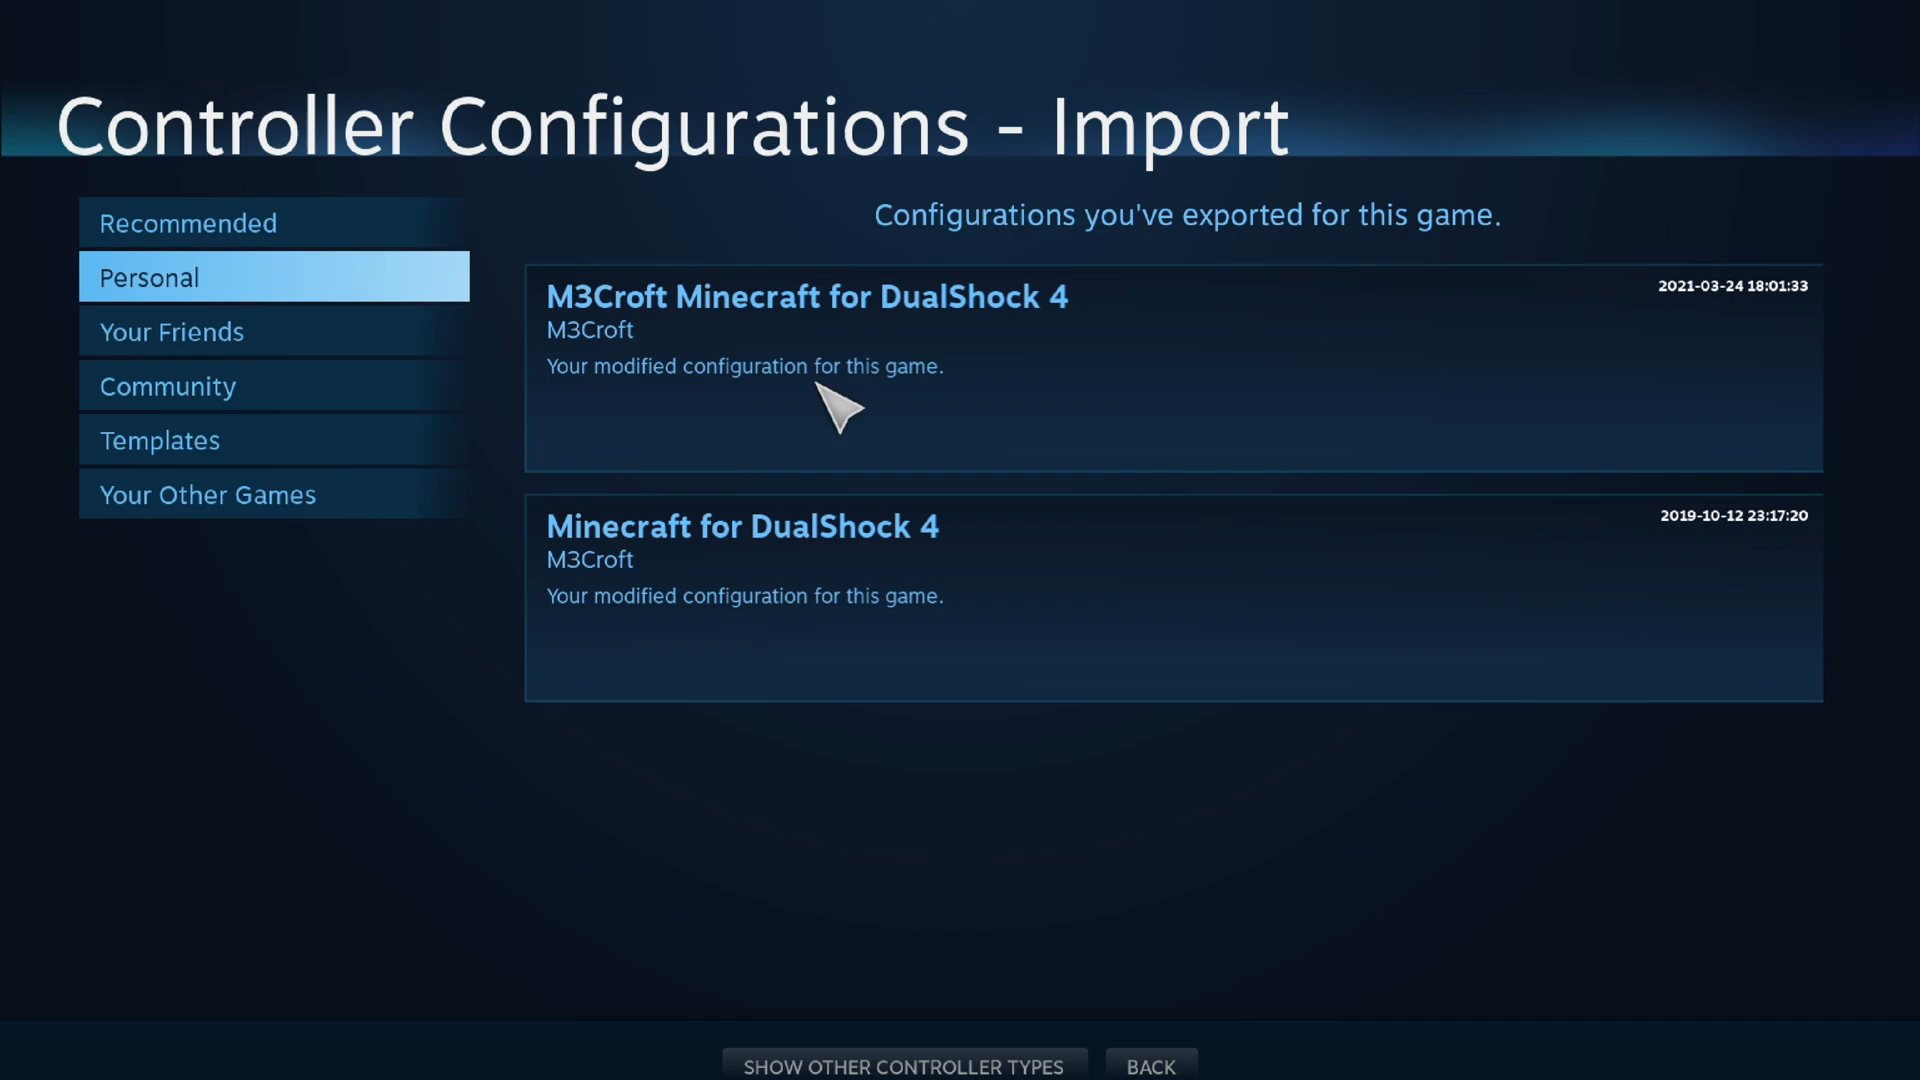 Controller Configurations - Import
Recommended
Personal
Your Friends
Community
Templates
Your Other Games
Configurations you've exported for this game.
M3Croft Minecraft for DualShock 4
2021-03-24 18:01:33
M3Croft
Your modified configuration for this game.
Minecraft for DualShock 4
2019-10-12 23:17:20
M3Croft
Your modified configuration for this game.
SHOW OTHER CONTROLLER TYPES
BACK